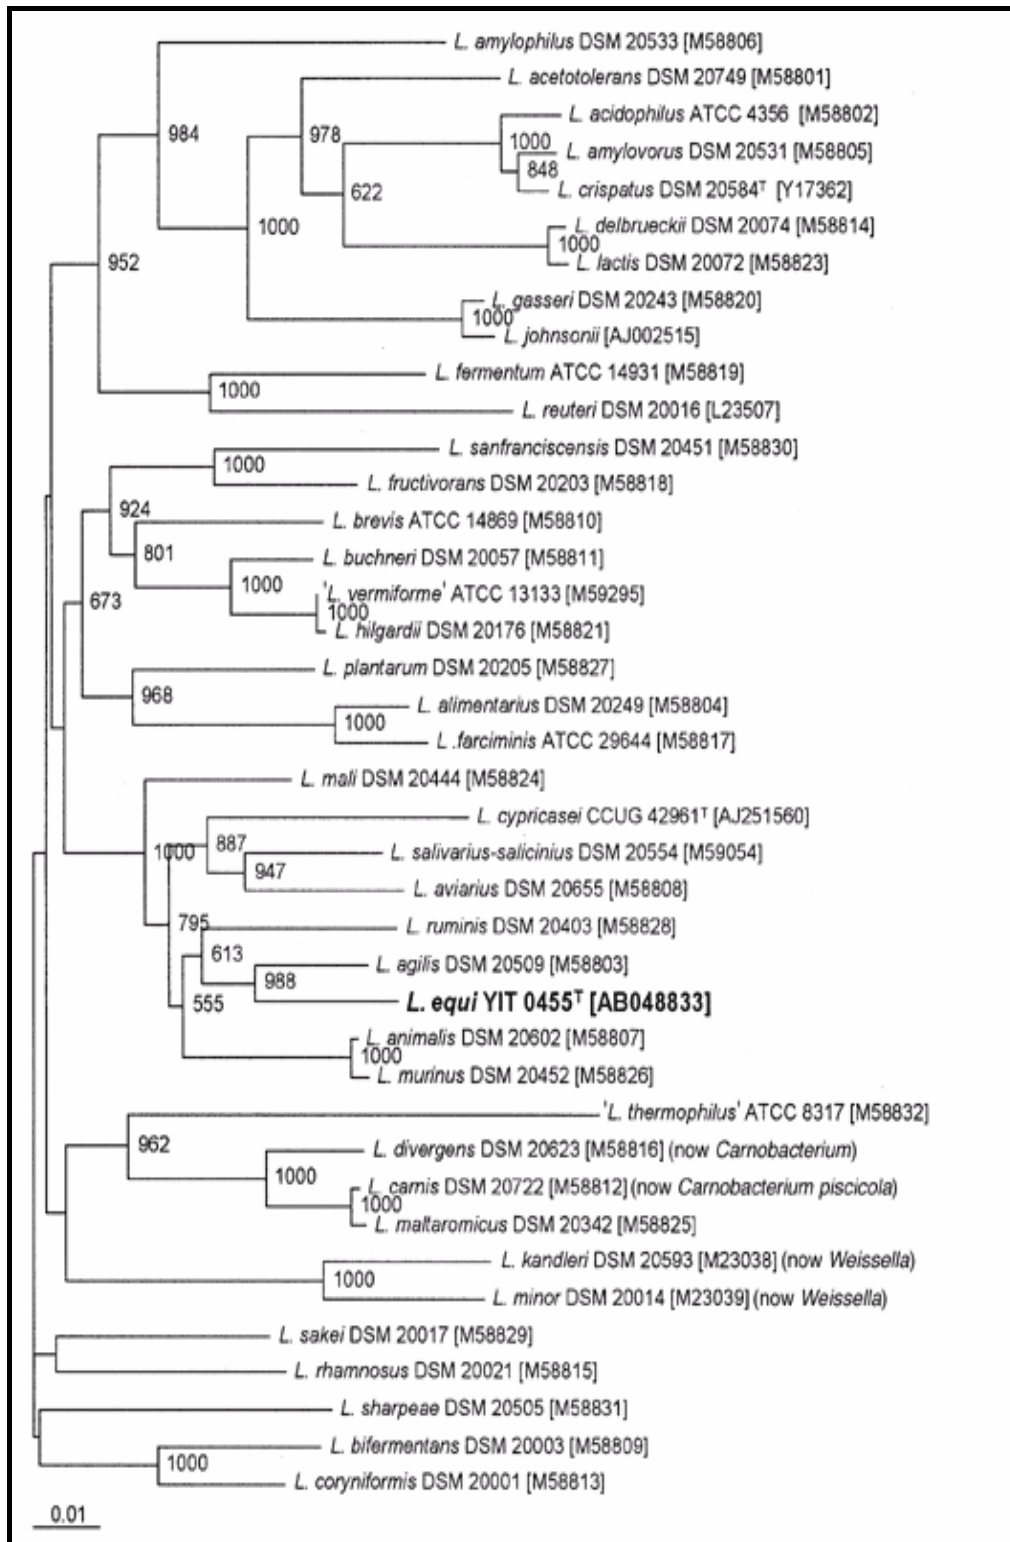 L. amylophilus DSM 20533 [M58806]
L. acetotolerans DSM 20749 [M58801]
984
978
L. acidophilus ATCC 4356 [M58802]
1000
L. amylovorus DSM 20531 [M58805]
848
622
L. crispatus DSM 20584ᵀ [Y17362]
1000
L. delbrueckii DSM 20074 [M58814]
1000
952
L. lactis DSM 20072 [M58823]
L. gasseri DSM 20243 [M58820]
1000
L. johnsonii [AJ002515]
L. fermentum ATCC 14931 [M58819]
1000
L. reuteri DSM 20016 [L23507]
L. sanfranciscensis DSM 20451 [M58830]
1000
L. fructivorans DSM 20203 [M58818]
924
L. brevis ATCC 14869 [M58810]
801
L. buchneri DSM 20057 [M58811]
1000
673
'L. vermiforme' ATCC 13133 [M59295]
1000
L. hilgardii DSM 20176 [M58821]
L. plantarum DSM 20205 [M58827]
968
L. alimentarius DSM 20249 [M58804]
1000
L .farciminis ATCC 29644 [M58817]
L. mali DSM 20444 [M58824]
L. cypricasei CCUG 42961ᵀ [AJ251560]
887
1000
L. salivarius-salicinius DSM 20554 [M59054]
947
L. aviarius DSM 20655 [M58808]
795
L. ruminis DSM 20403 [M58828]
613
L. agilis DSM 20509 [M58803]
988
555
L. equi YIT 0455ᵀ [AB048833]
L. animalis DSM 20602 [M58807]
1000
L. murinus DSM 20452 [M58826]
'L. thermophilus' ATCC 8317 [M58832]
962
L. divergens DSM 20623 [M58816] (now Carnobacterium)
1000
L. carnis DSM 20722 [M58812] (now Carnobacterium piscicola)
1000
L. maltaromicus DSM 20342 [M58825]
L. kandleri DSM 20593 [M23038] (now Weissella)
1000
L. minor DSM 20014 [M23039] (now Weissella)
L. sakei DSM 20017 [M58829]
L. rhamnosus DSM 20021 [M58815]
L. sharpeae DSM 20505 [M58831]
L. bifermentans DSM 20003 [M58809]
1000
L. coryniformis DSM 20001 [M58813]
0.01